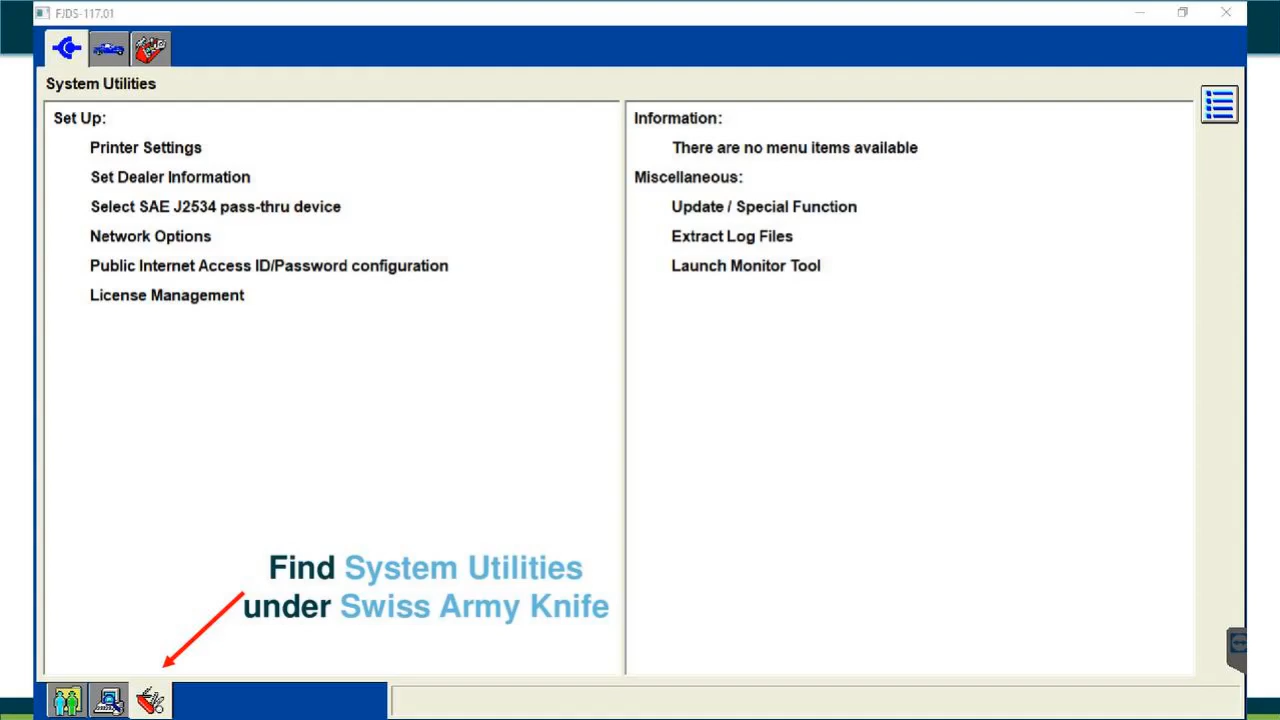 FJDS-117.01
System Utilities
Set Up:
Printer Settings
Set Dealer Information
Select SAE J2534 pass-thru device
Network Options
Public Internet Access ID/Password configuration
License Management
Information:
There are no menu items available
Miscellaneous:
Update / Special Function
Extract Log Files
Launch Monitor Tool
Find System Utilities
under Swiss Army Knife